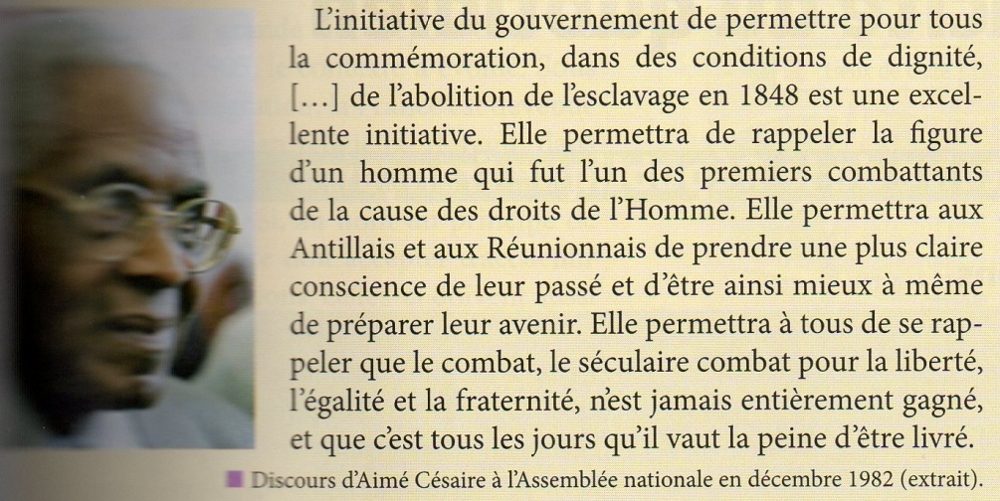 L'initiative du gouvernement de permettre pour tous
la commémoration, dans des conditions de dignité,
[…] de l'abolition de l'esclavage en 1848 est une excel-
lente initiative. Elle permettra de rappeler la figure
d'un homme qui fut l'un des premiers combattants
de la cause des droits de l'Homme. Elle permettra aux
Antillais et aux Réunionnais de prendre une plus claire
conscience de leur passé et d'être ainsi mieux à même
de préparer leur avenir. Elle permettra à tous de se rap-
peler que le combat, le séculaire combat pour la liberté,
l'égalité et la fraternité, n'est jamais entièrement gagné,
et que c'est tous les jours qu'il vaut la peine d'être livré.
Discours d'Aimé Césaire à l'Assemblée nationale en décembre 1982 (extrait).